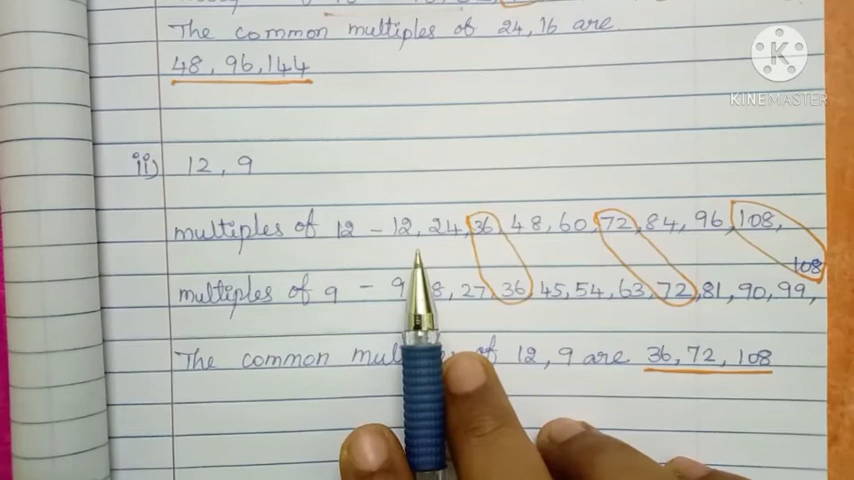 The common multiples of 24, 16 are
48, 96, 144
K
KINEMASTER
ii) 12, 9
multiples of 12 - 12, 24, 36, 48, 60, 72, 84, 96, 108,
108
multiples of 9 - 9 8, 27, 36 45, 54, 63, 72, 81, 90, 99,
The common of 12, 9 are 36, 72, 108